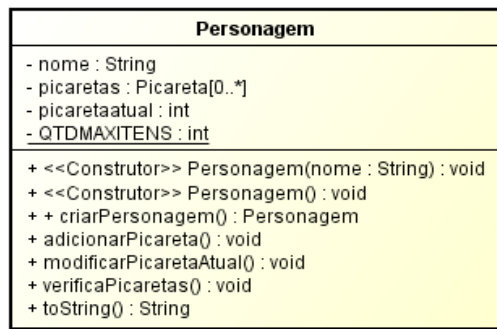 Personagem
- nome : String
- picaretas : Picareta[0..*]
- picaretaatual : int
- QTDMAXITENS : int
+ <<Construtor>> Personagem(nome : String) : void
+ <<Construtor>> Personagem() : void
+ + criarPersonagem() : Personagem
+ adicionarPicareta() : void
+ modificarPicaretaAtual() : void
+ verificaPicaretas() : void
+ toString() : String